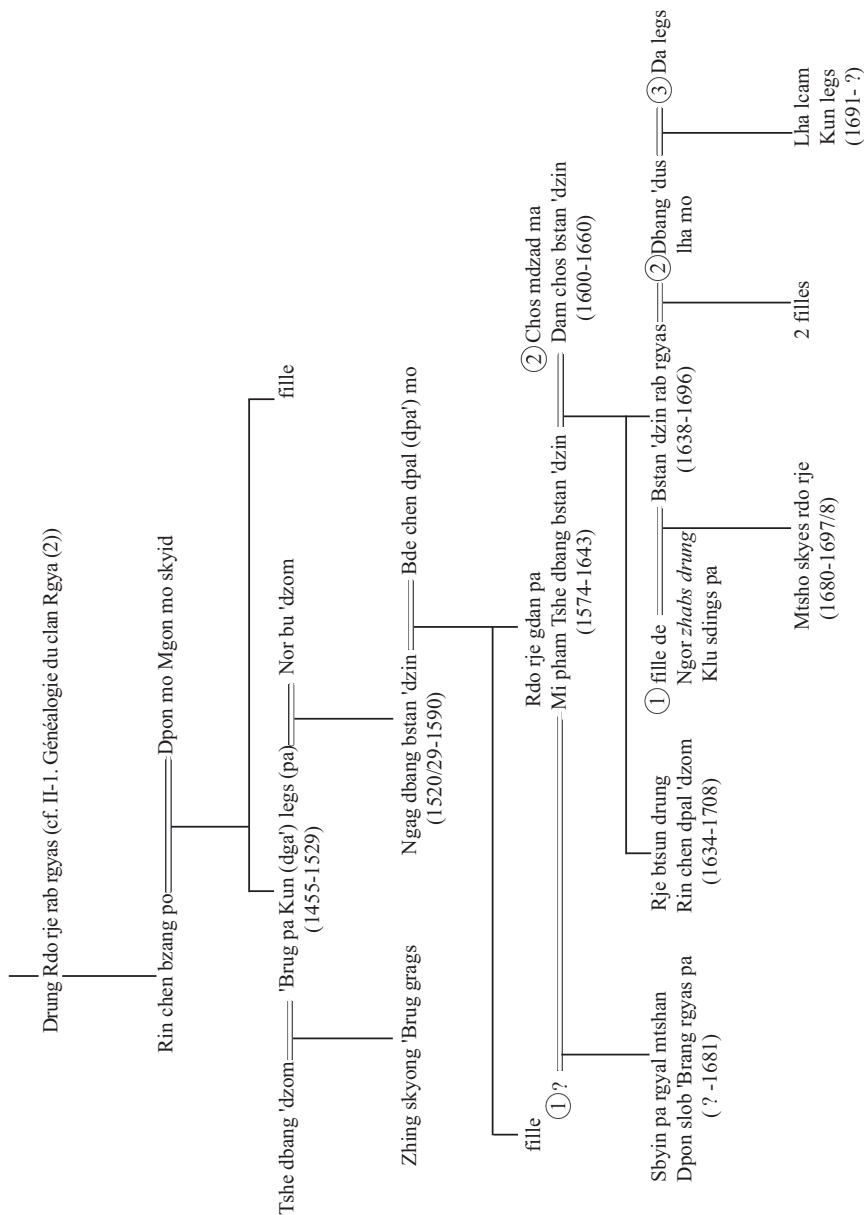 Drung Rdo rje rab rgyas (cf. II-1. Généalogie du clan Rgya (2))
Rin chen bzang po
Dpon mo Mgon mo skyid
Tshe dbang 'dzom
'Brug pa Kun (dga') legs (pa)
(1455-1529)
Nor bu 'dzom
fille
Zhing skyong 'Brug grags
Ngag dbang bstan 'dzin
(1520/29-1590)
Bde chen dpal (dpa') mo
fille
① ?
Rdo rje gdan pa
Mi pham Tshe dbang bstan 'dzin
(1574-1643)
② Chos mdzad ma
Dam chos bstan 'dzin
(1600-1660)
Sbyin pa rgyal mtshan
Dpon slob 'Brang rgyas pa
( ? -1681)
Rje btsun drung
Rin chen dpal 'dzom
(1634-1708)
① fille de
Ngor zhabs drung
Klu sdings pa
Bstan 'dzin rab rgyas
(1638-1696)
② Dbang 'dus
lha mo
③ Da legs
Mtsho skyes rdo rje
(1680-1697/8)
2 filles
Lha lcam
Kun legs
(1691- ?)